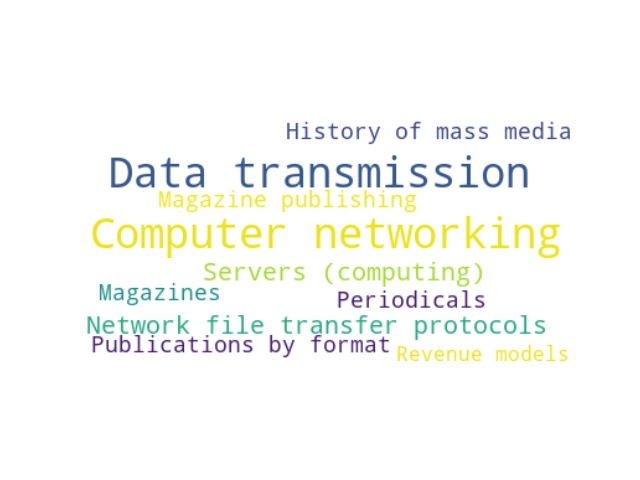 History of mass media
Data transmission
Magazine publishing
Computer networking
Servers (computing)
Magazines
Periodicals
Network file transfer protocols
Publications by format
Revenue models